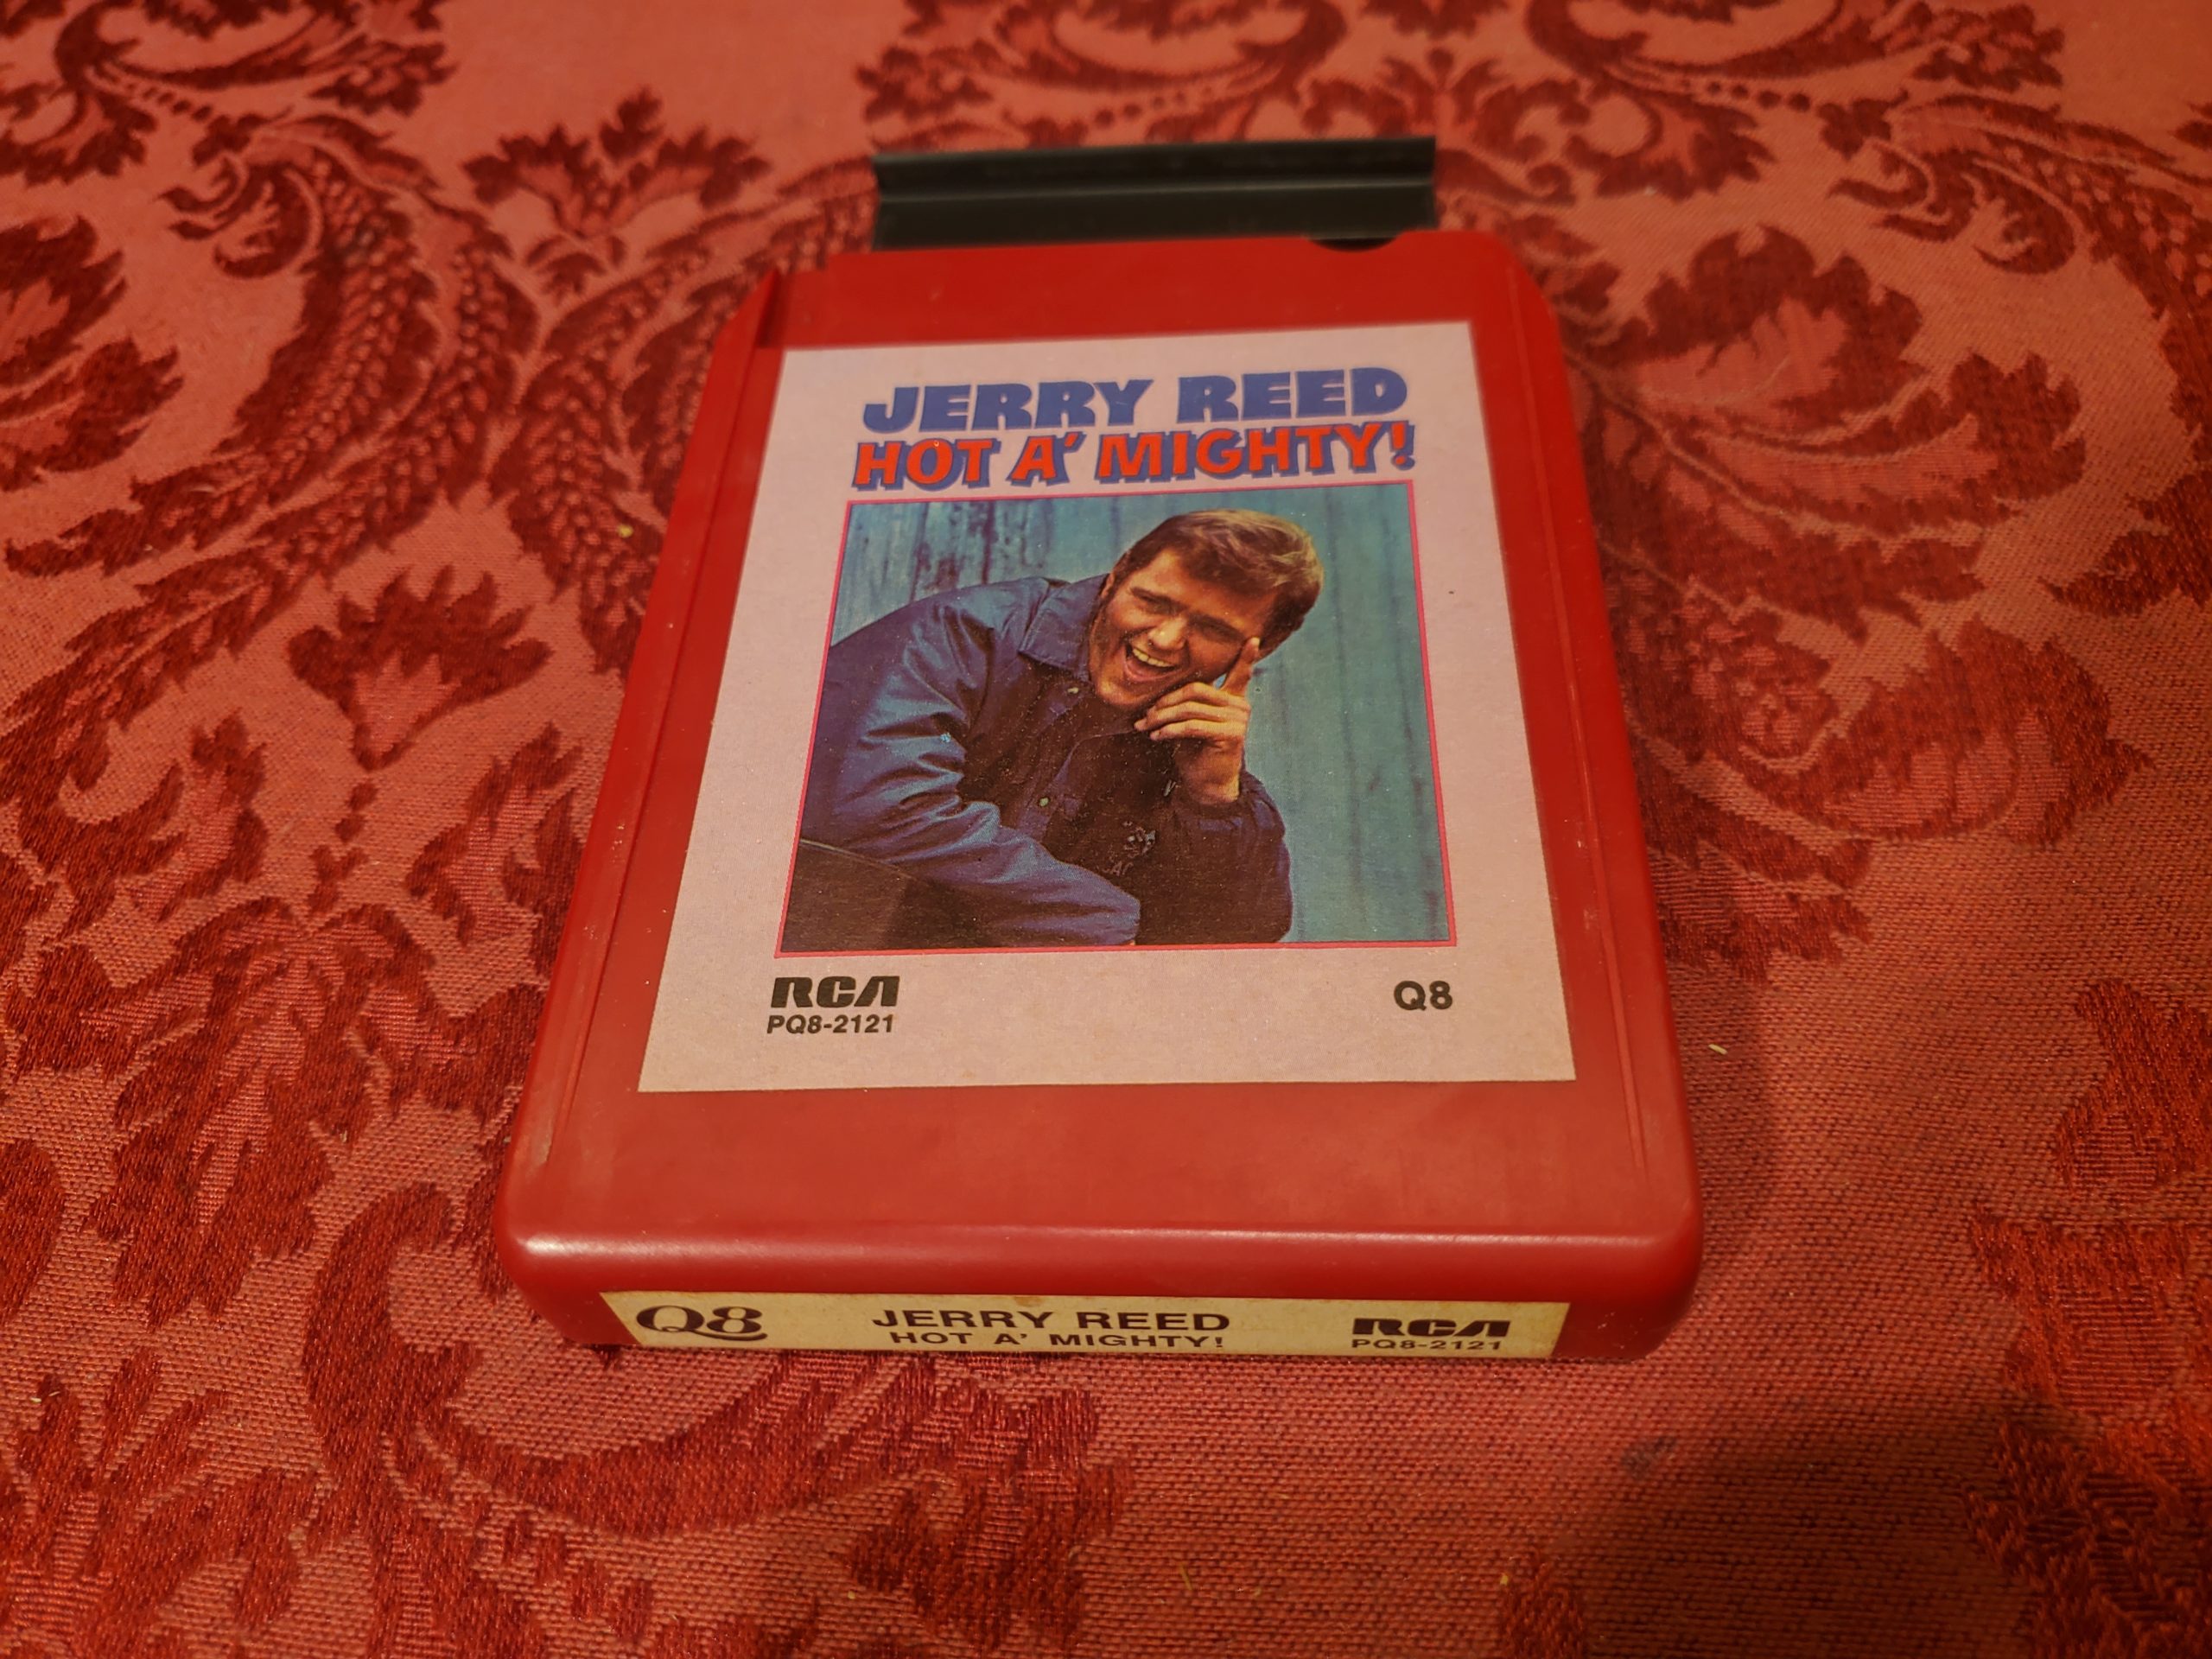 JERRY REED
HOT A' MIGHTY!
RCA
PQ8-2121
Q8
Q8
JERRY REED
HOT A' MIGHTY!
RCA
PQ8-2121